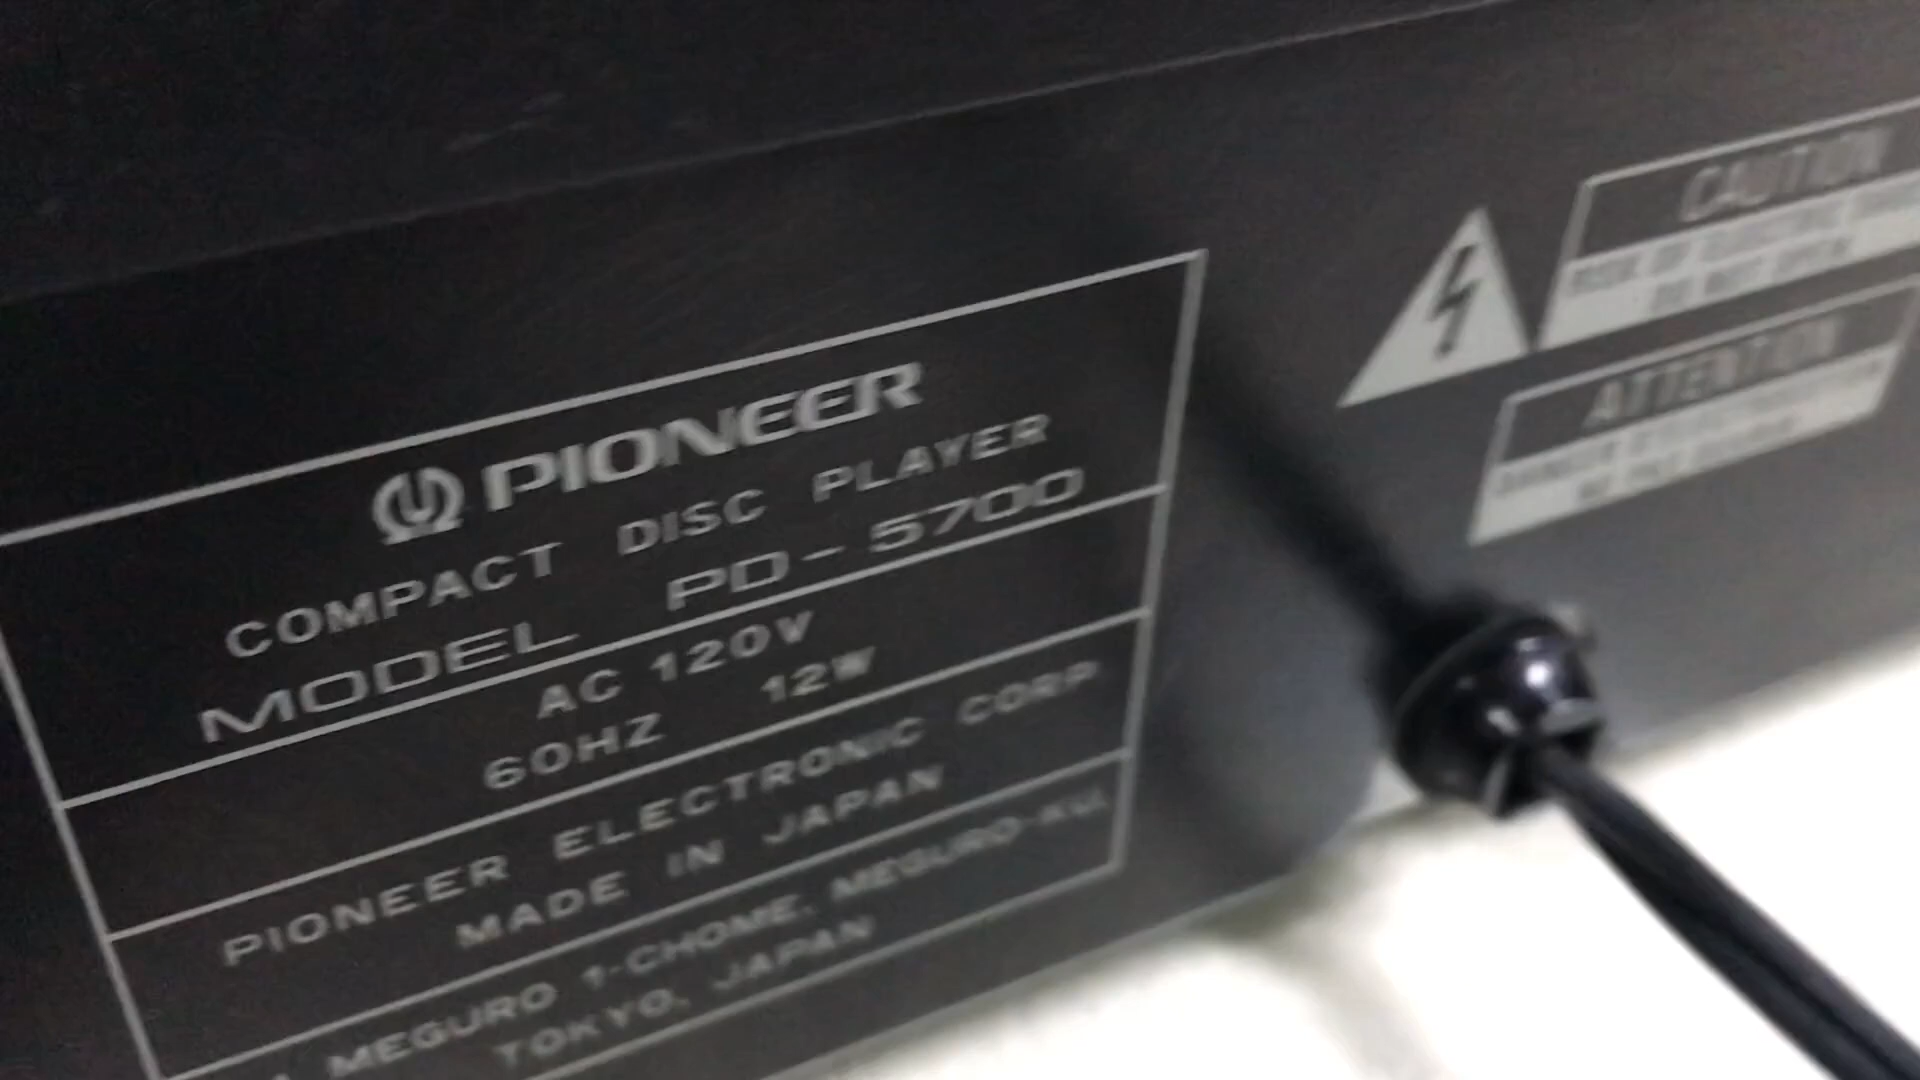 PIONEER
COMPACT DISC PLAYER
MODEL PD-5700
AC 120V
60HZ 12W
PIONEER ELECTRONIC CORP
MADE IN JAPAN
MEGURO 1-CHOME, MEGURO-KU,
TOKYO, JAPAN
CAUTION
ATTENTION